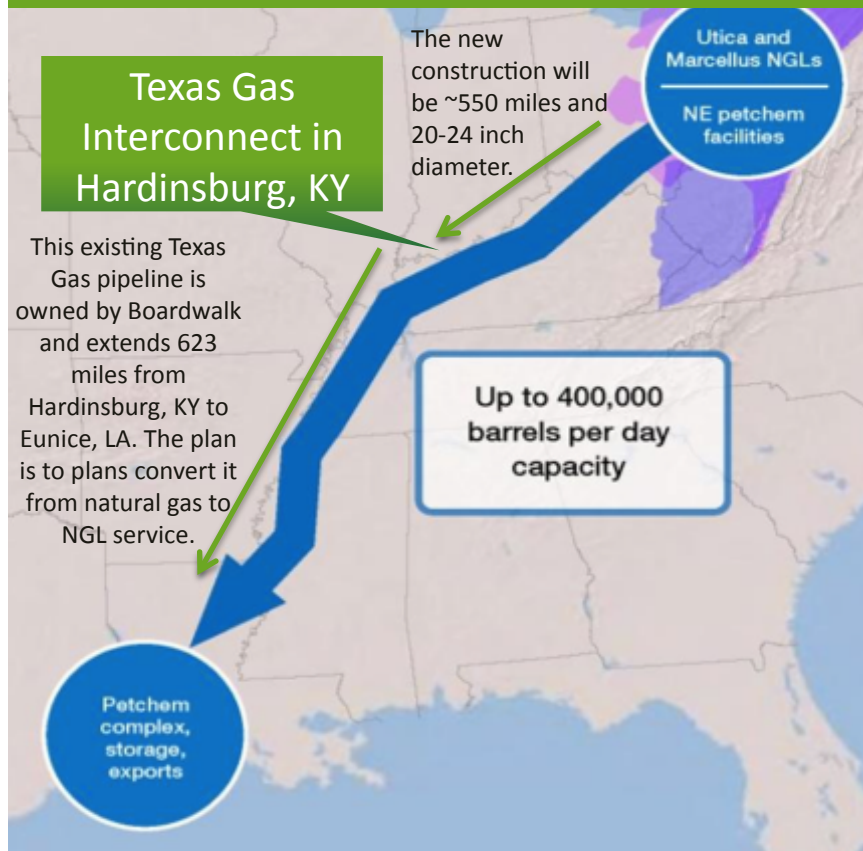 Texas Gas
Interconnect in
Hardinsburg, KY
The new
construction will
be ~550 miles and
20-24 inch
diameter.
Utica and
Marcellus NGLs
NE petchem
facilities
This existing Texas
Gas pipeline is
owned by Boardwalk
and extends 623
miles from
Hardinsburg, KY to
Eunice, LA. The plan
is to plans convert it
from natural gas to
NGL service.
Up to 400,000
barrels per day
capacity
Petchem
complex,
storage,
exports